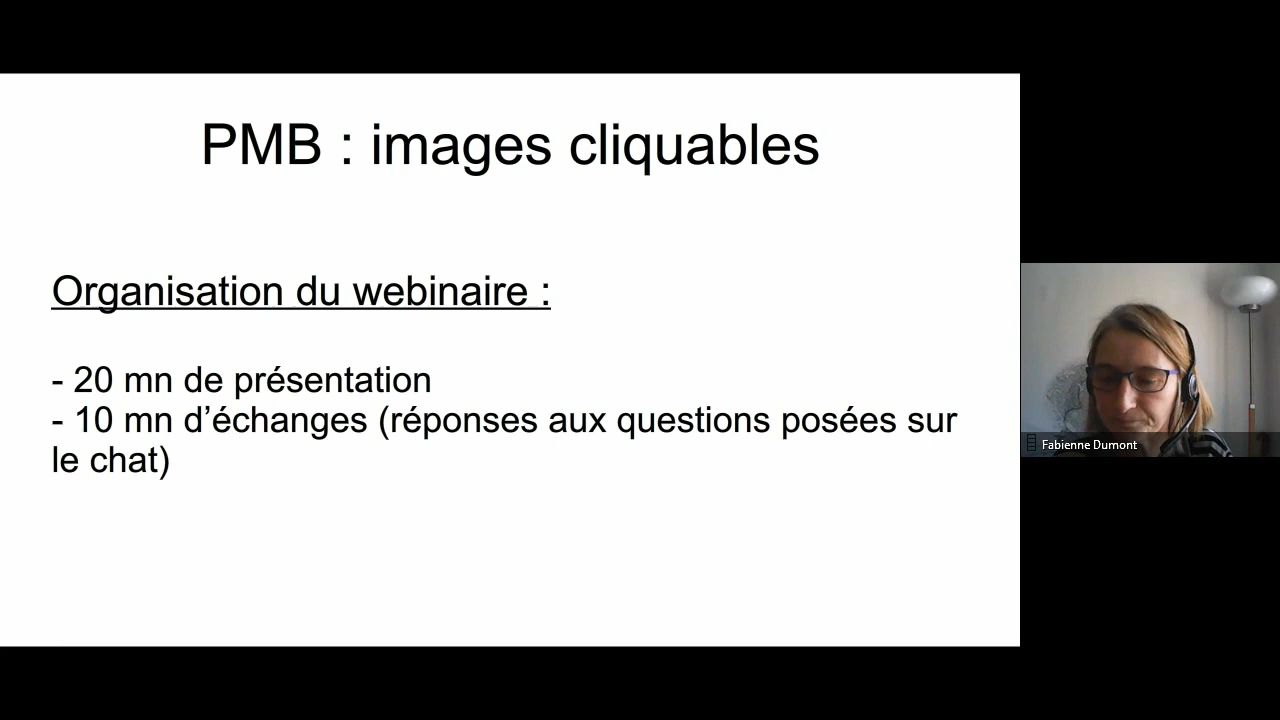 PMB : images cliquables
Organisation du webinaire :
- 20 mn de présentation
- 10 mn d’échanges (réponses aux questions posées sur
le chat)
Fabienne Dumont